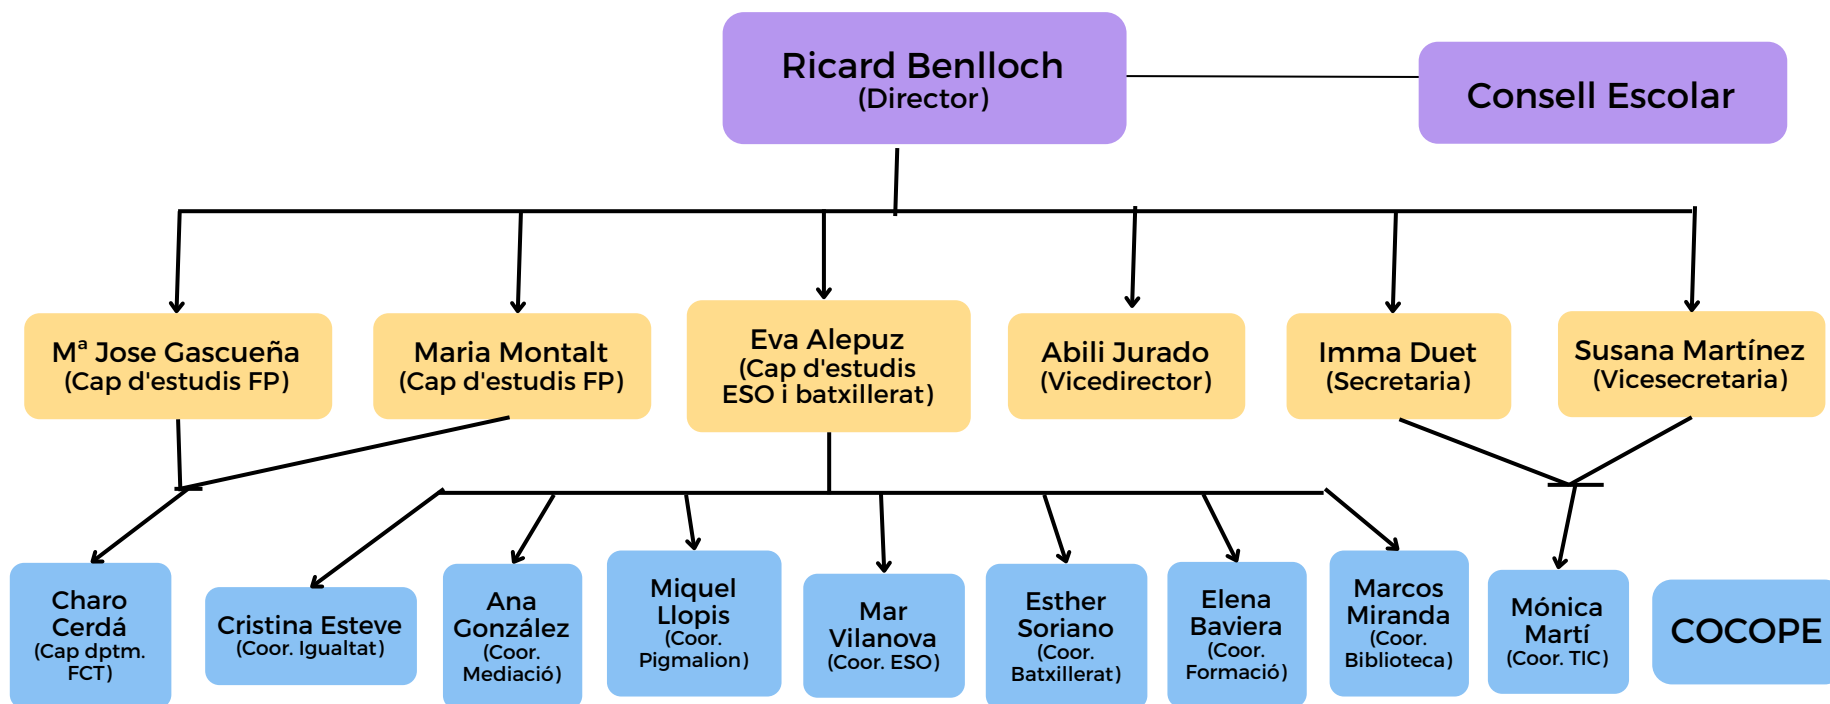 Ricard Benlloch
(Director)
Consell Escolar
Mª Jose Gascueña
(Cap d'estudis FP)
Maria Montalt
(Cap d'estudis FP)
Eva Alepuz
(Cap d'estudis
ESO i batxillerat)
Abili Jurado
(Vicedirector)
Imma Duet
(Secretaria)
Susana Martínez
(Vicesecretaria)
Charo
Cerdá
(Cap dptm.
FCT)
Cristina Esteve
(Coor. Igualtat)
Ana
González
(Coor.
Mediació)
Miquel
Llopis
(Coor.
Pigmalion)
Mar
Vilanova
(Coor. ESO)
Esther
Soriano
(Coor.
Batxillerat)
Elena
Baviera
(Coor.
Formació)
Marcos
Miranda
(Coor.
Biblioteca)
Mónica
Martí
(Coor. TIC)
COCOPE